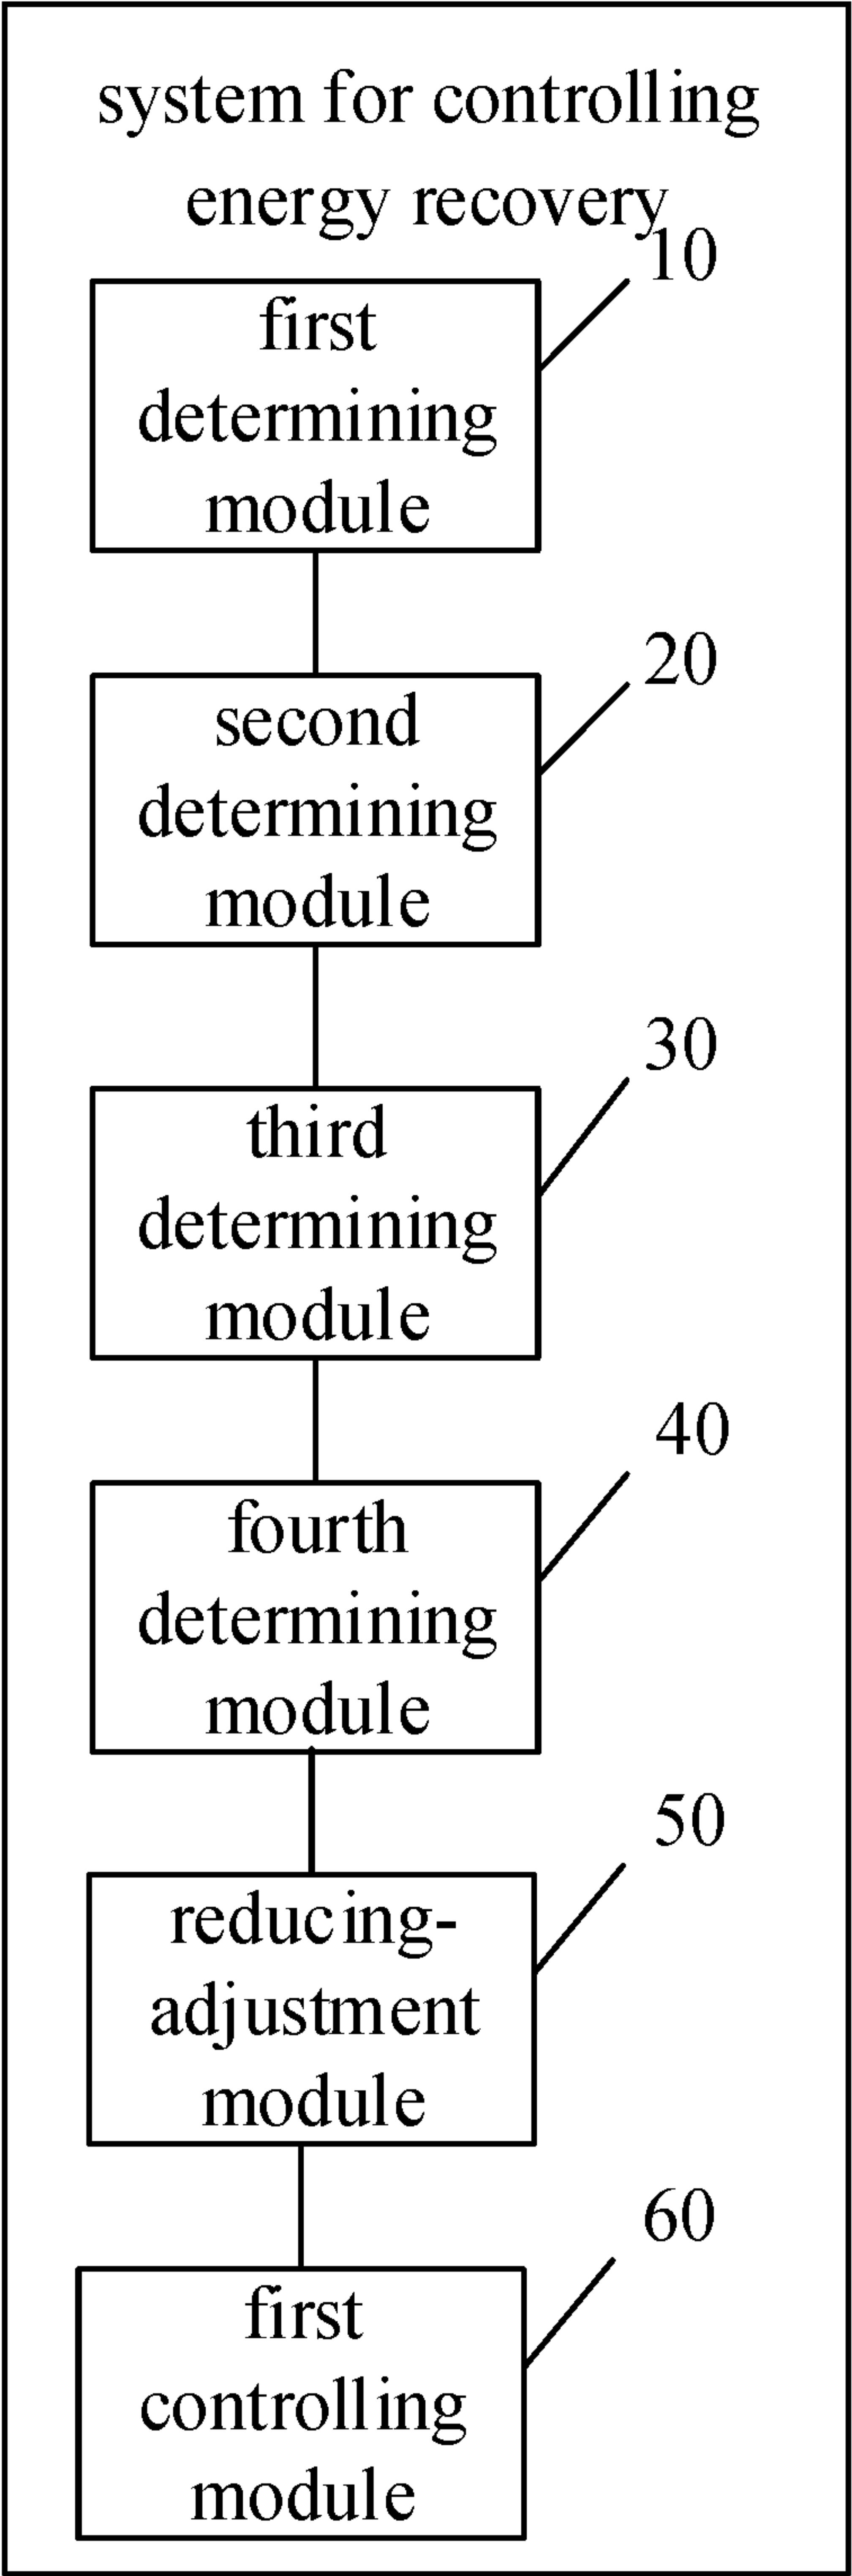 system for controlling
energy recovery
10
first
determining
module
20
second
determining
module
30
third
determining
module
40
fourth
determining
module
50
reducing-
adjustment
module
60
first
controlling
module